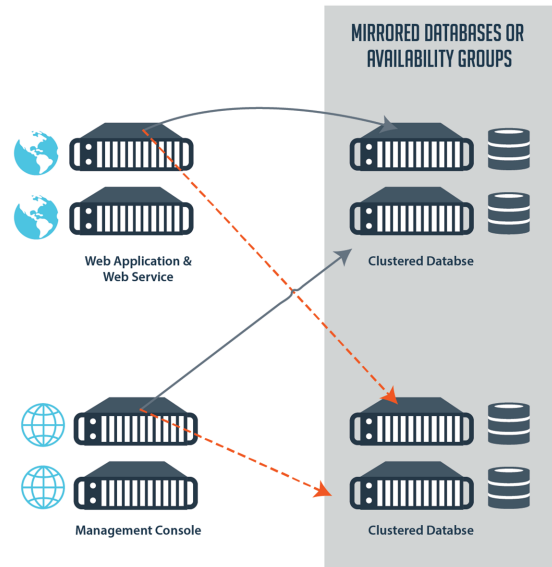 MIRRORED DATABASES OR
AVAILABILITY GROUPS
Web Application &
Web Service
Clustered Databse
Management Console
Clustered Databse